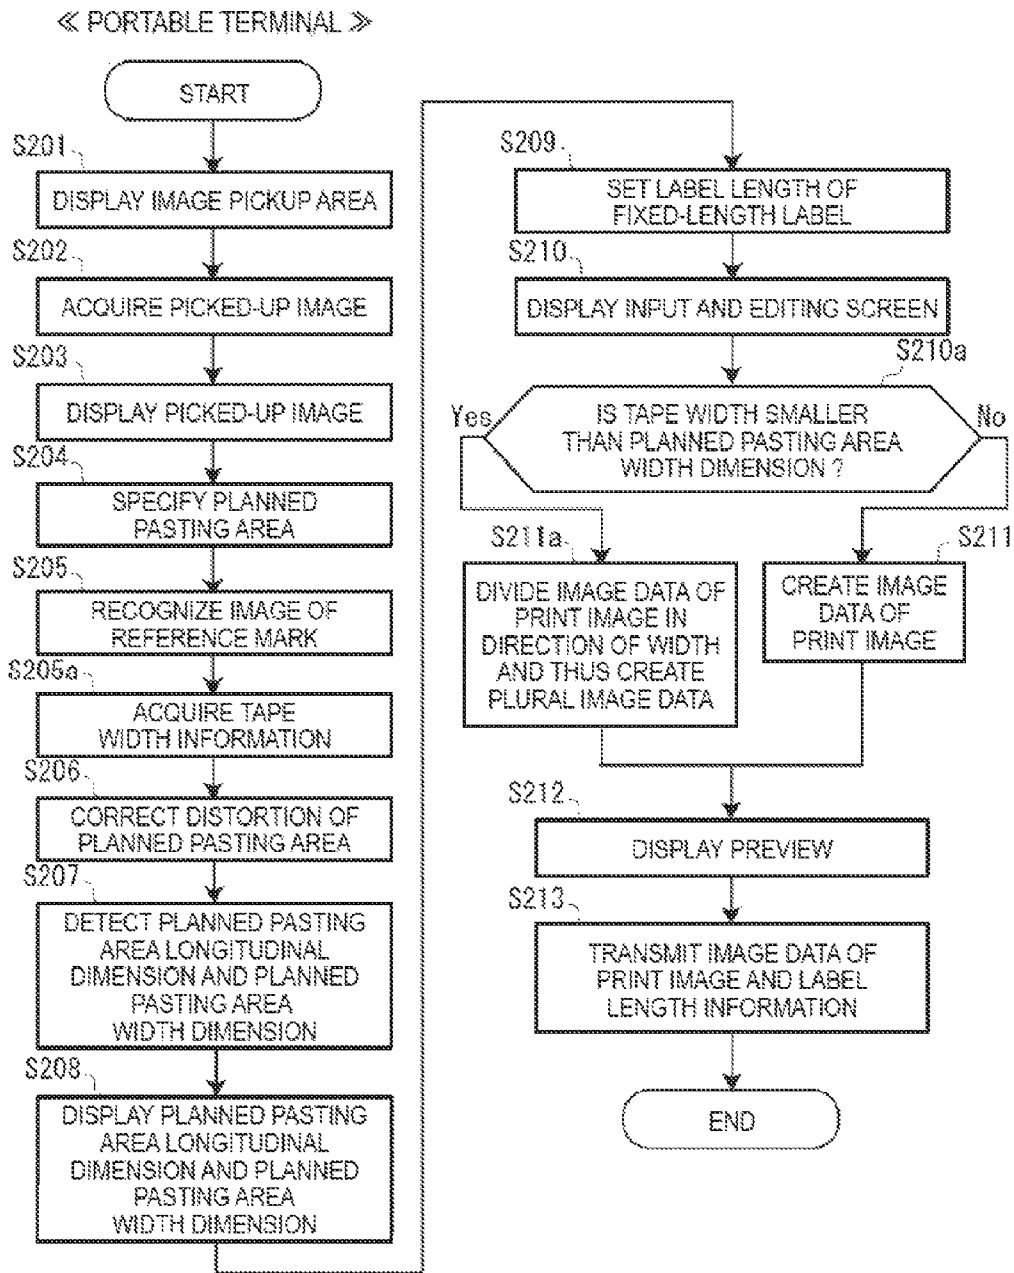 ≪ PORTABLE TERMINAL ≫
START
S201
DISPLAY IMAGE PICKUP AREA
S202
ACQUIRE PICKED-UP IMAGE
S203
DISPLAY PICKED-UP IMAGE
S204
SPECIFY PLANNED
PASTING AREA
S205
RECOGNIZE IMAGE OF
REFERENCE MARK
S205a
ACQUIRE TAPE
WIDTH INFORMATION
S206
CORRECT DISTORTION OF
PLANNED PASTING AREA
S207
DETECT PLANNED PASTING
AREA LONGITUDINAL
DIMENSION AND PLANNED
PASTING AREA
WIDTH DIMENSION
S208
DISPLAY PLANNED PASTING
AREA LONGITUDINAL
DIMENSION AND PLANNED
PASTING AREA
WIDTH DIMENSION
S209
SET LABEL LENGTH OF
FIXED-LENGTH LABEL
S210
DISPLAY INPUT AND EDITING SCREEN
S210a
Yes
IS TAPE WIDTH SMALLER
THAN PLANNED PASTING AREA
WIDTH DIMENSION ?
No
S211a
DIVIDE IMAGE DATA OF
PRINT IMAGE IN
DIRECTION OF WIDTH
AND THUS CREATE
PLURAL IMAGE DATA
S211
CREATE IMAGE
DATA OF
PRINT IMAGE
S212
DISPLAY PREVIEW
S213
TRANSMIT IMAGE DATA OF
PRINT IMAGE AND LABEL
LENGTH INFORMATION
END